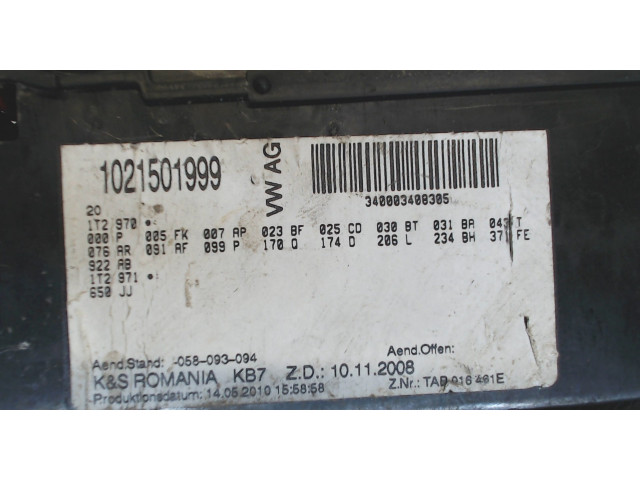 1021501999
VW AG
340003408305
20
1T2 970
000 P 005 FK 007 AP 023 BF 025 CD 030 BT 031 BA 043 T
076 AR 091 AF 099 P 170 Q 174 D 206 L 234 BH 37 FE
922 AB
1T2 971
650 JJ
Aend.Stand: -058-093-094
Aend.Offen:
K&S ROMANIA KB7 Z.D.: 10.11.2008
Produktionsdatum: 14.05.2010 15:58:58
Z.Nr.: TAB 916 461E